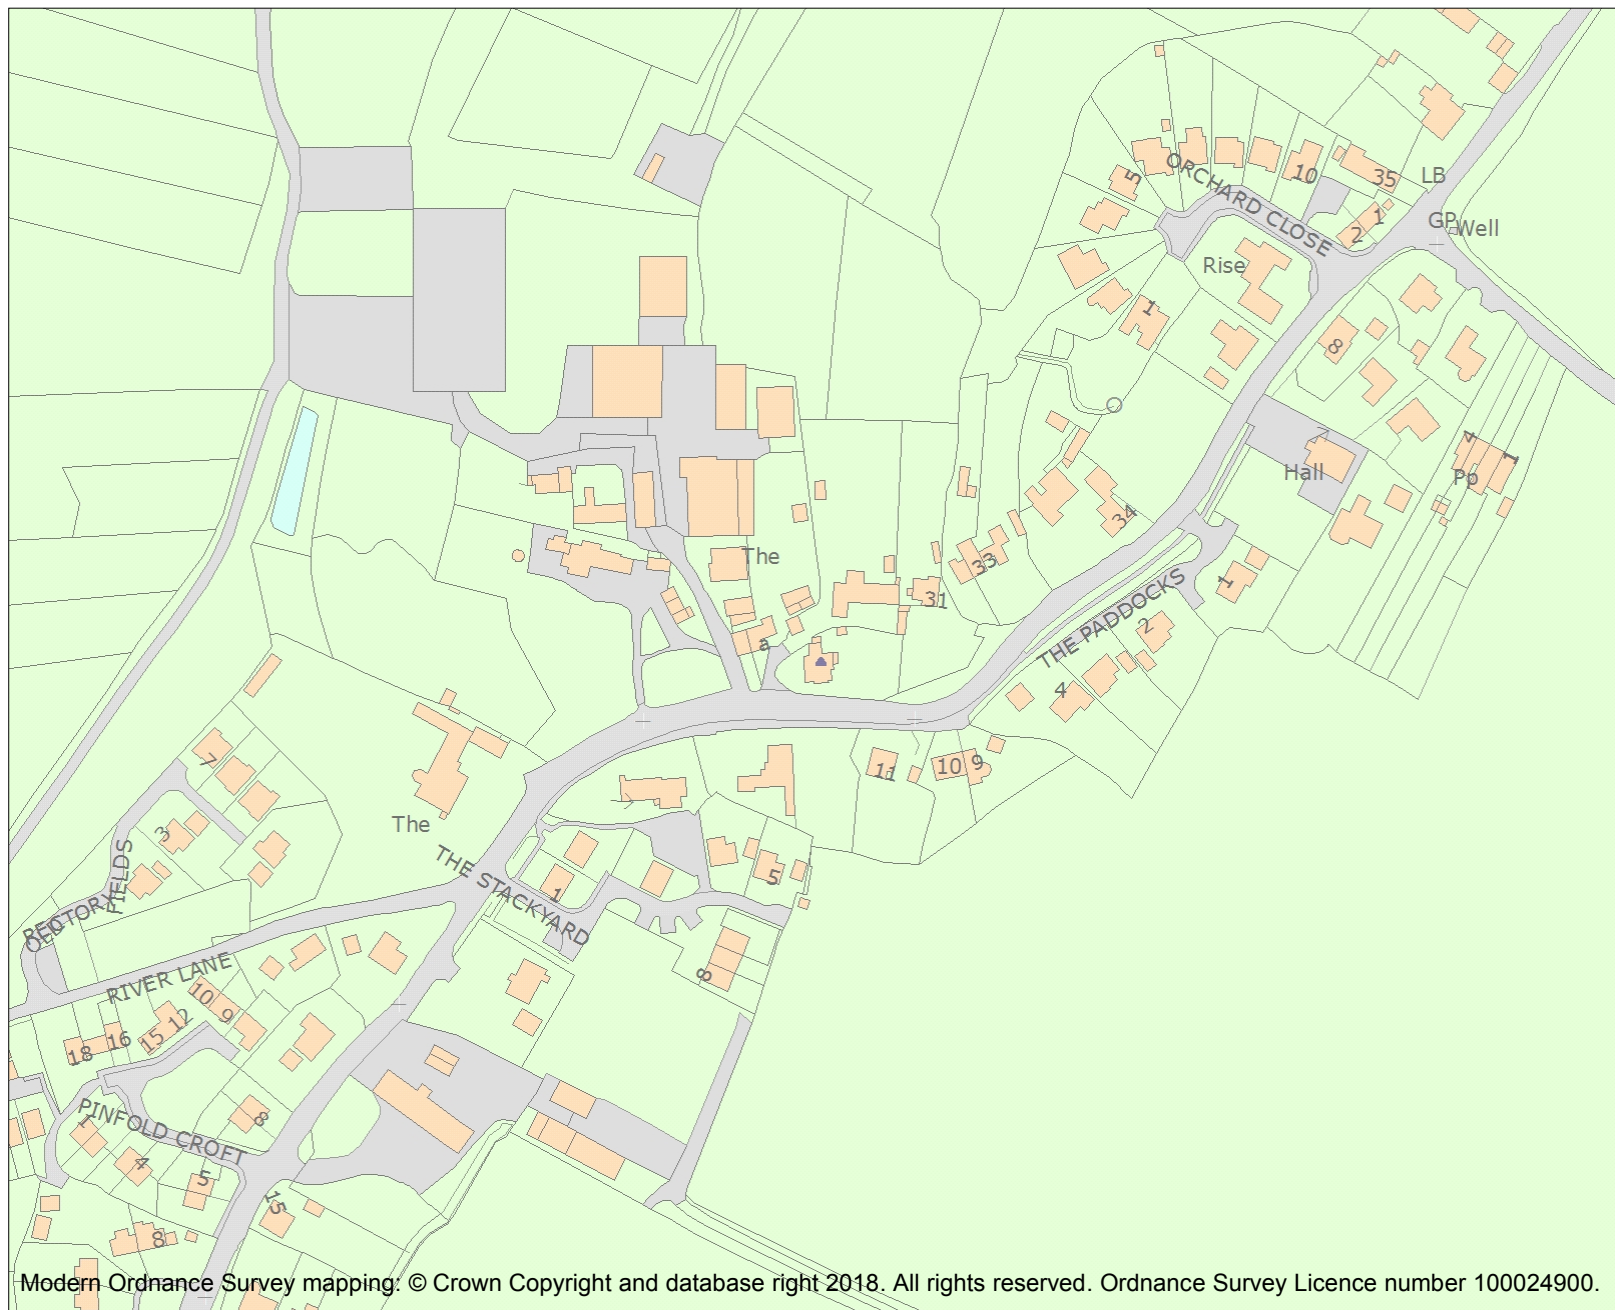 ORCHARD CLOSE
5
10
35
LB
1
2
GP
Well
Rise
1
8
7
Hall
4
1
Pp
34
33
31
The
a
1
THE PADDOCKS
2
4
7
11
10
9
3
The
THE STACKYARD
1
5
8
OLD
RECTORY
FIELDS
RIVER LANE
10
9
12
15
16
18
PINFOLD CROFT
1
4
5
8
8
15
Modern Ordnance Survey mapping: © Crown Copyright and database right 2018. All rights reserved. Ordnance Survey Licence number 100024900.